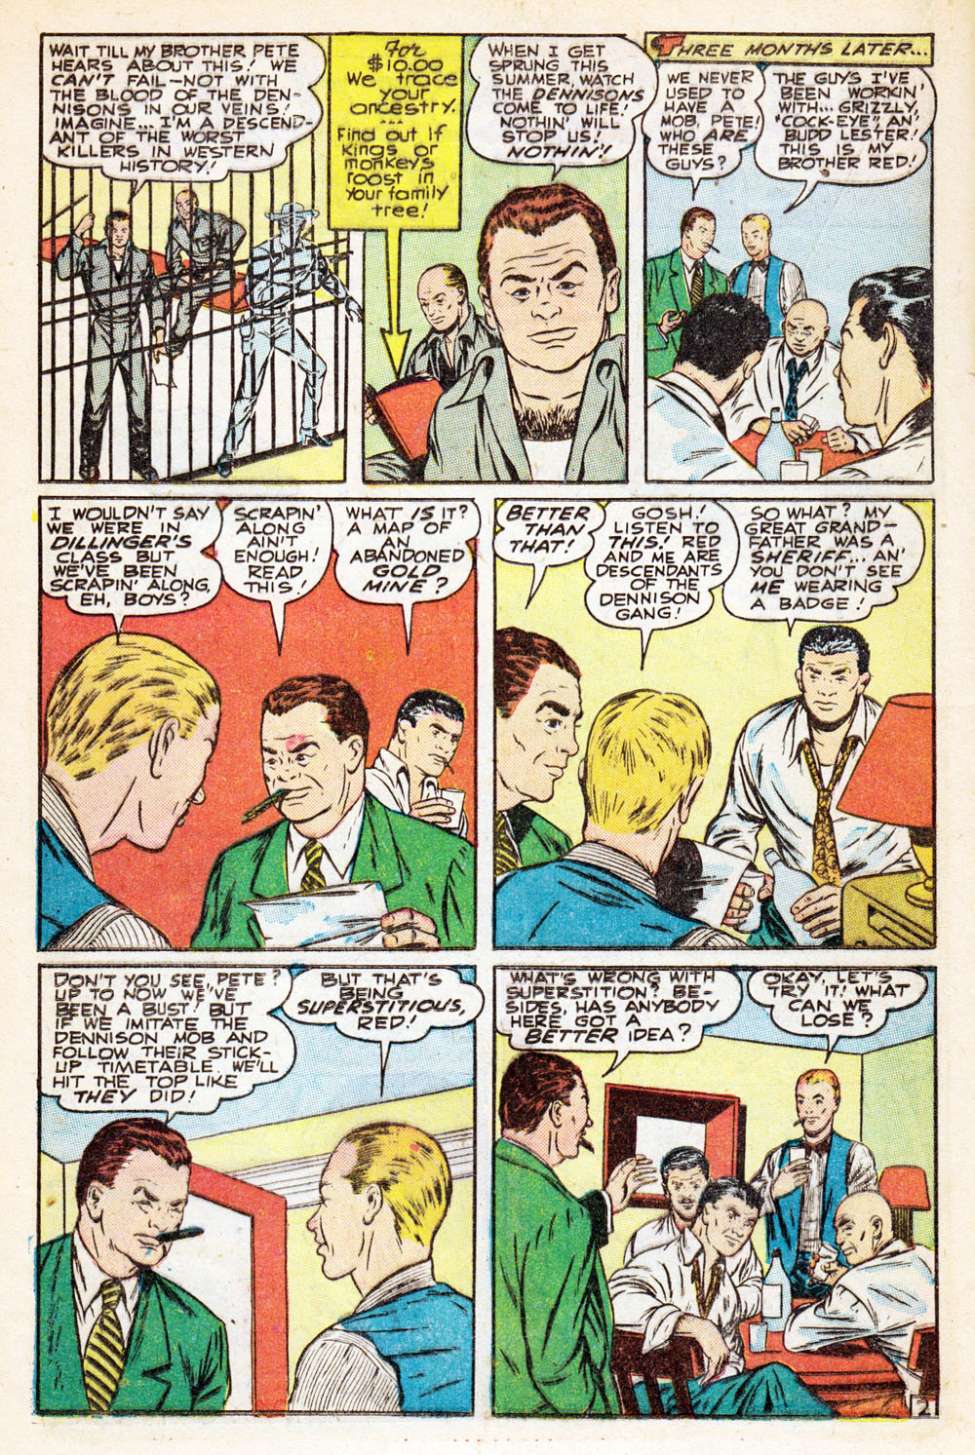 WAIT TILL MY BROTHER PETE
HEARS ABOUT THIS! WE
CAN'T FAIL—NOT WITH
THE BLOOD OF THE DEN-
NISONS IN OUR VEINS!
IMAGINE... I'M A DESCEND-
ANT OF THE WORST
KILLERS IN WESTERN
HISTORY!
For
$10.00
We trace
your
ancestry.
...
Find out if
kings or
monkeys
roost in
your family
tree!
WHEN I GET
SPRUNG THIS
SUMMER, WATCH
THE DENNISONS
COME TO LIFE!
NOTHIN' WILL
STOP US!
NOTHIN'!
THREE MONTHS LATER...
WE NEVER
USED TO
HAVE A
MOB, PETE!
WHO ARE
THESE
GUYS?
THE GUYS I'VE
BEEN WORKIN'
WITH... GRIZZLY,
"COCK-EYE" AN'
BUDD LESTER!
THIS IS MY
BROTHER RED!
I WOULDN'T SAY
WE WERE IN
DILLINGER'S
CLASS BUT
WE'VE BEEN
SCRAPIN' ALONG,
EH, BOYS?
SCRAPIN'
ALONG
AIN'T
ENOUGH!
READ
THIS!
WHAT IS IT?
A MAP OF
AN
ABANDONED
GOLD
MINE?
BETTER
THAN
THAT!
GOSH!
LISTEN TO
THIS! RED
AND ME ARE
DESCENDANTS
OF THE
DENNISON
GANG!
SO WHAT? MY
GREAT GRAND-
FATHER WAS A
SHERIFF... AN'
YOU DON'T SEE
ME WEARING
A BADGE!
DON'T YOU SEE, PETE?
UP TO NOW WE'VE
BEEN A BUST! BUT
IF WE IMITATE THE
DENNISON MOB AND
FOLLOW THEIR STICK-
UP TIMETABLE, WE'LL
HIT THE TOP LIKE
THEY DID!
BUT THAT'S
BEING
SUPERSTITIOUS,
RED!
WHAT'S WRONG WITH
SUPERSTITION? BE-
SIDES, HAS ANYBODY
HERE GOT A
BETTER IDEA?
OKAY, LET'S
TRY IT! WHAT
CAN WE
LOSE?
2